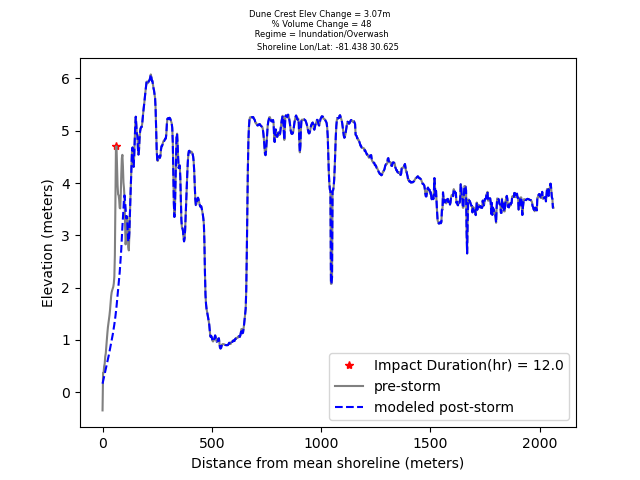 Dune Crest Elev Change = 3.07m
% Volume Change = 48
Regime = Inundation/Overwash
Shoreline Lon/Lat: -81.438 30.625
6
5
4
3
2
1
0
Elevation (meters)
Impact Duration(hr) = 12.0
pre-storm
modeled post-storm
0 500 1000 1500 2000
Distance from mean shoreline (meters)